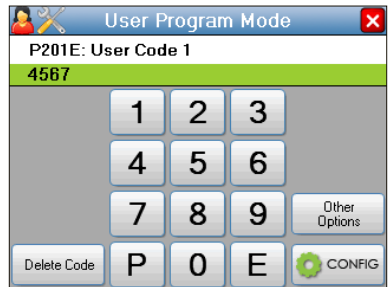 User Program Mode
P201E: User Code 1
4567
1 2 3
4 5 6
7 8 9
Other
Options
Delete Code P 0 E CONFIG